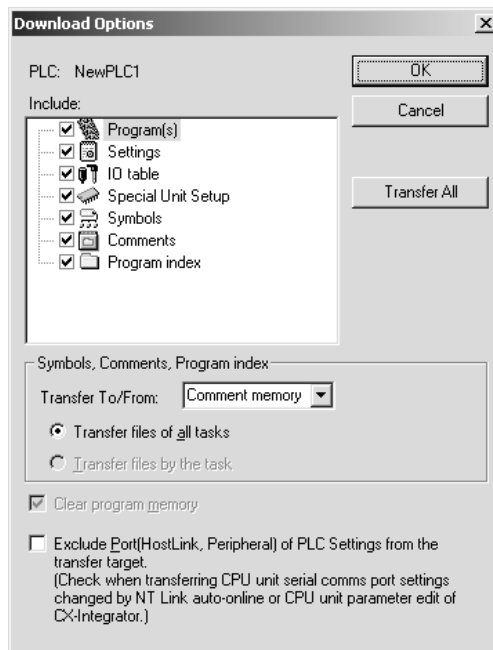 Download Options
PLC: NewPLC1
OK
Include:
Cancel
Program(s)
Settings
IO table
Special Unit Setup
Transfer All
Symbols
Comments
Program index
Symbols, Comments, Program index
Transfer To/From: Comment memory
Transfer files of all tasks
Transfer files by the task
Clear program memory
Exclude Port(HostLink, Peripheral) of PLC Settings from the
transfer target.
(Check when transferring CPU unit serial comms port settings
changed by NT Link auto-online or CPU unit parameter edit of
CX-Integrator.)